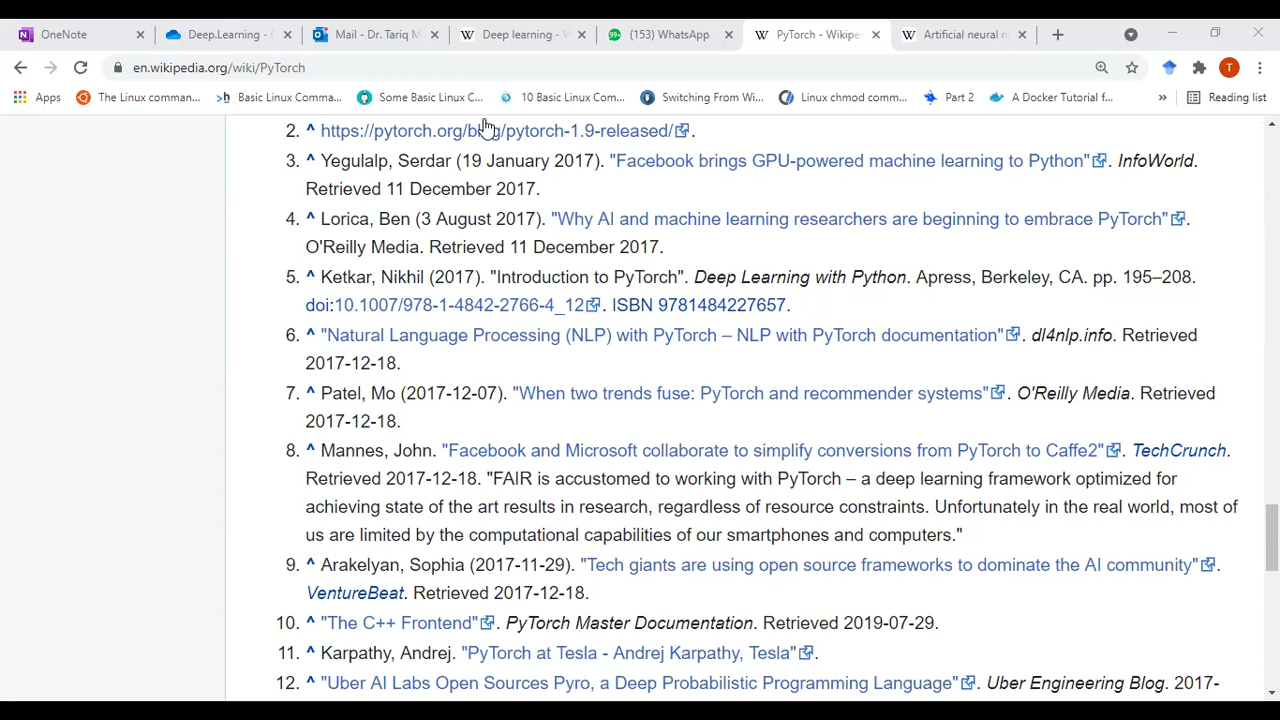 OneNote
Deep.Learning -
Mail - Dr. Tariq M
Deep learning -
(153) WhatsApp
PyTorch - Wikipe
Artificial neural n
en.wikipedia.org/wiki/PyTorch
Apps
The Linux comman...
Basic Linux Comma...
Some Basic Linux C...
10 Basic Linux Com...
Switching From Wi...
Linux chmod comm...
Part 2
A Docker Tutorial f...
Reading list
2. ^ https://pytorch.org/blog/pytorch-1.9-released/.
3. ^ Yegulalp, Serdar (19 January 2017). "Facebook brings GPU-powered machine learning to Python". InfoWorld.
Retrieved 11 December 2017.
4. ^ Lorica, Ben (3 August 2017). "Why AI and machine learning researchers are beginning to embrace PyTorch".
O'Reilly Media. Retrieved 11 December 2017.
5. ^ Ketkar, Nikhil (2017). "Introduction to PyTorch". Deep Learning with Python. Apress, Berkeley, CA. pp. 195–208.
doi:10.1007/978-1-4842-2766-4_12. ISBN 9781484227657.
6. ^ "Natural Language Processing (NLP) with PyTorch – NLP with PyTorch documentation". dl4nlp.info. Retrieved
2017-12-18.
7. ^ Patel, Mo (2017-12-07). "When two trends fuse: PyTorch and recommender systems". O'Reilly Media. Retrieved
2017-12-18.
8. ^ Mannes, John. "Facebook and Microsoft collaborate to simplify conversions from PyTorch to Caffe2". TechCrunch.
Retrieved 2017-12-18. "FAIR is accustomed to working with PyTorch – a deep learning framework optimized for
achieving state of the art results in research, regardless of resource constraints. Unfortunately in the real world, most of
us are limited by the computational capabilities of our smartphones and computers."
9. ^ Arakelyan, Sophia (2017-11-29). "Tech giants are using open source frameworks to dominate the AI community".
VentureBeat. Retrieved 2017-12-18.
10. ^ "The C++ Frontend". PyTorch Master Documentation. Retrieved 2019-07-29.
11. ^ Karpathy, Andrej. "PyTorch at Tesla - Andrej Karpathy, Tesla".
12. ^ "Uber AI Labs Open Sources Pyro, a Deep Probabilistic Programming Language". Uber Engineering Blog. 2017-